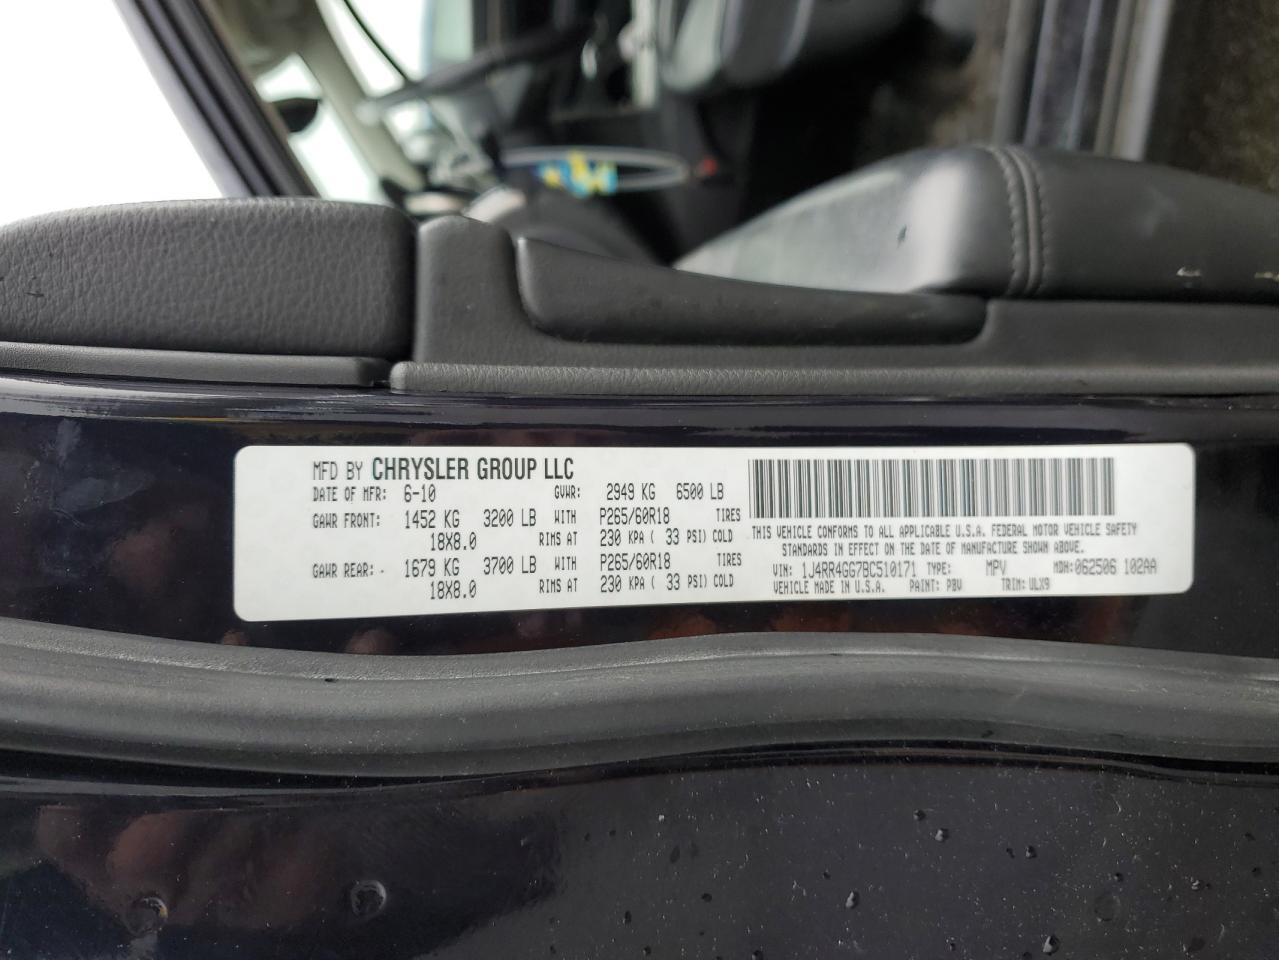 MFD BY CHRYSLER GROUP LLC
DATE OF MFR: 6-10 GVWR: 2949 KG 6500 LB
GAWR FRONT: 1452 KG 3200 LB WITH P265/60R18 TIRES
18X8.0 RIMS AT 230 KPA ( 33 PSI) COLD
GAWR REAR: 1679 KG 3700 LB WITH P265/60R18 TIRES
18X8.0 RIMS AT 230 KPA ( 33 PSI) COLD
THIS VEHICLE CONFORMS TO ALL APPLICABLE U.S.A. FEDERAL MOTOR VEHICLE SAFETY
STANDARDS IN EFFECT ON THE DATE OF MANUFACTURE SHOWN ABOVE.
VIN: 1J4RR4GG7BC510171 TYPE: MPV MDH: 062506 102AA
VEHICLE MADE IN U.S.A. PAINT: PBV TRIM: ULX9